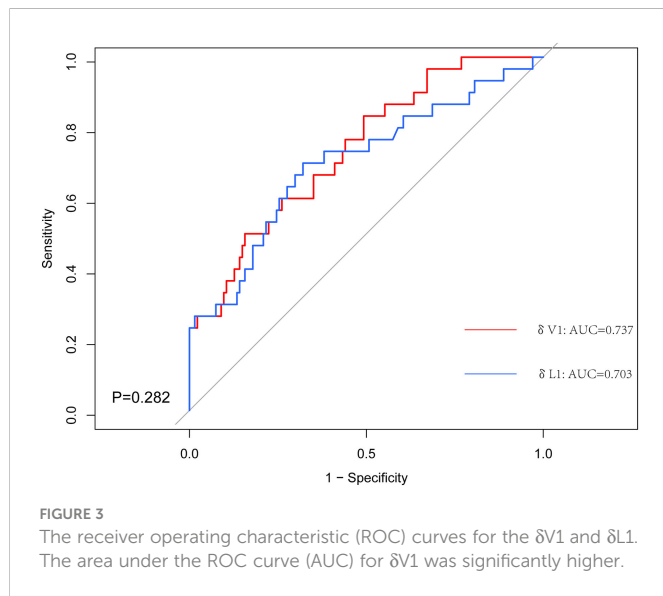 1.0
0.8
0.6
0.4
0.2
0.0
Sensitivity
δ V1: AUC=0.737
δ L1: AUC=0.703
P=0.282
0.0 0.5 1.0
1 − Specificity
FIGURE 3
The receiver operating characteristic (ROC) curves for the δV1 and δL1.
The area under the ROC curve (AUC) for δV1 was significantly higher.